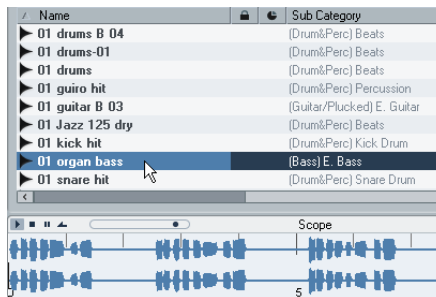 Name Sub Category
01 drums B 04 (Drum&Perc) Beats
01 drums-01 (Drum&Perc) Beats
01 drums (Drum&Perc) Beats
01 guiro hit (Drum&Perc) Percussion
01 guitar B 03 (Guitar/Plucked) E. Guitar
01 Jazz 125 dry (Drum&Perc) Beats
01 kick hit (Drum&Perc) Kick Drum
01 organ bass (Bass) E. Bass
01 snare hit (Drum&Perc) Snare Drum
Scope
5